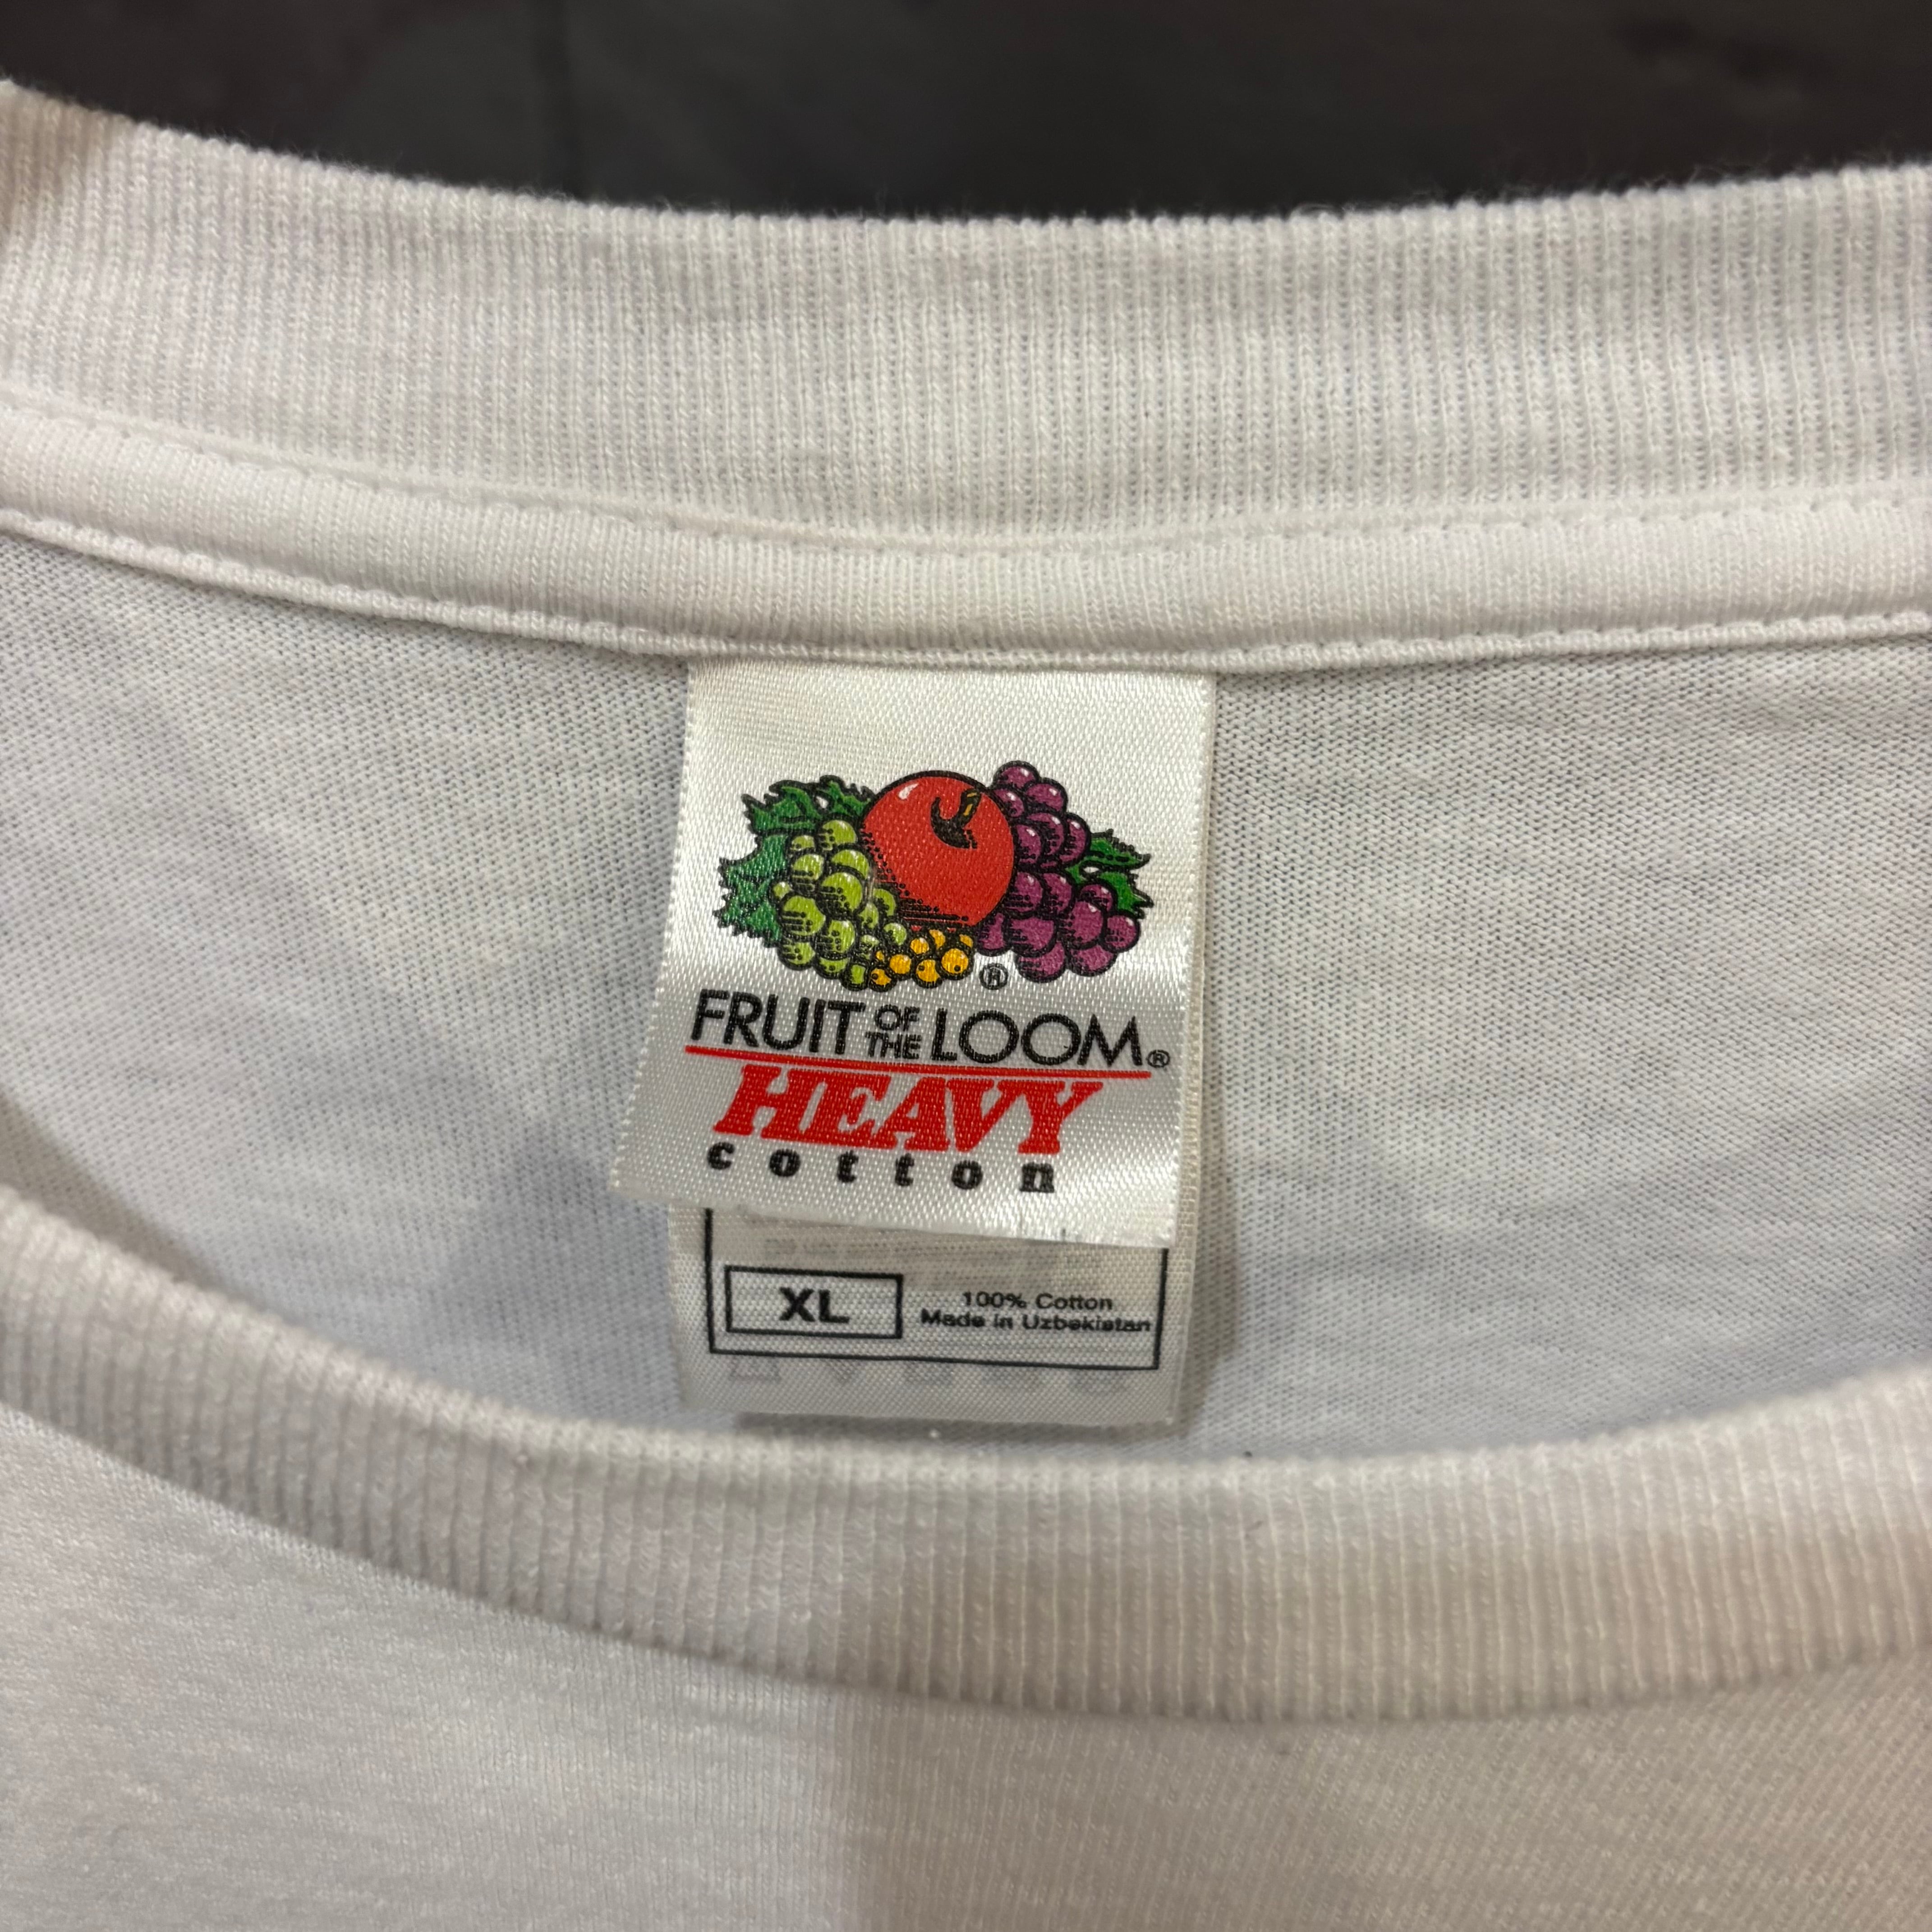 ®
FRUIT OF THE LOOM®
HEAVY
cotton
XL
100% Cotton
Made in Uzbekistan